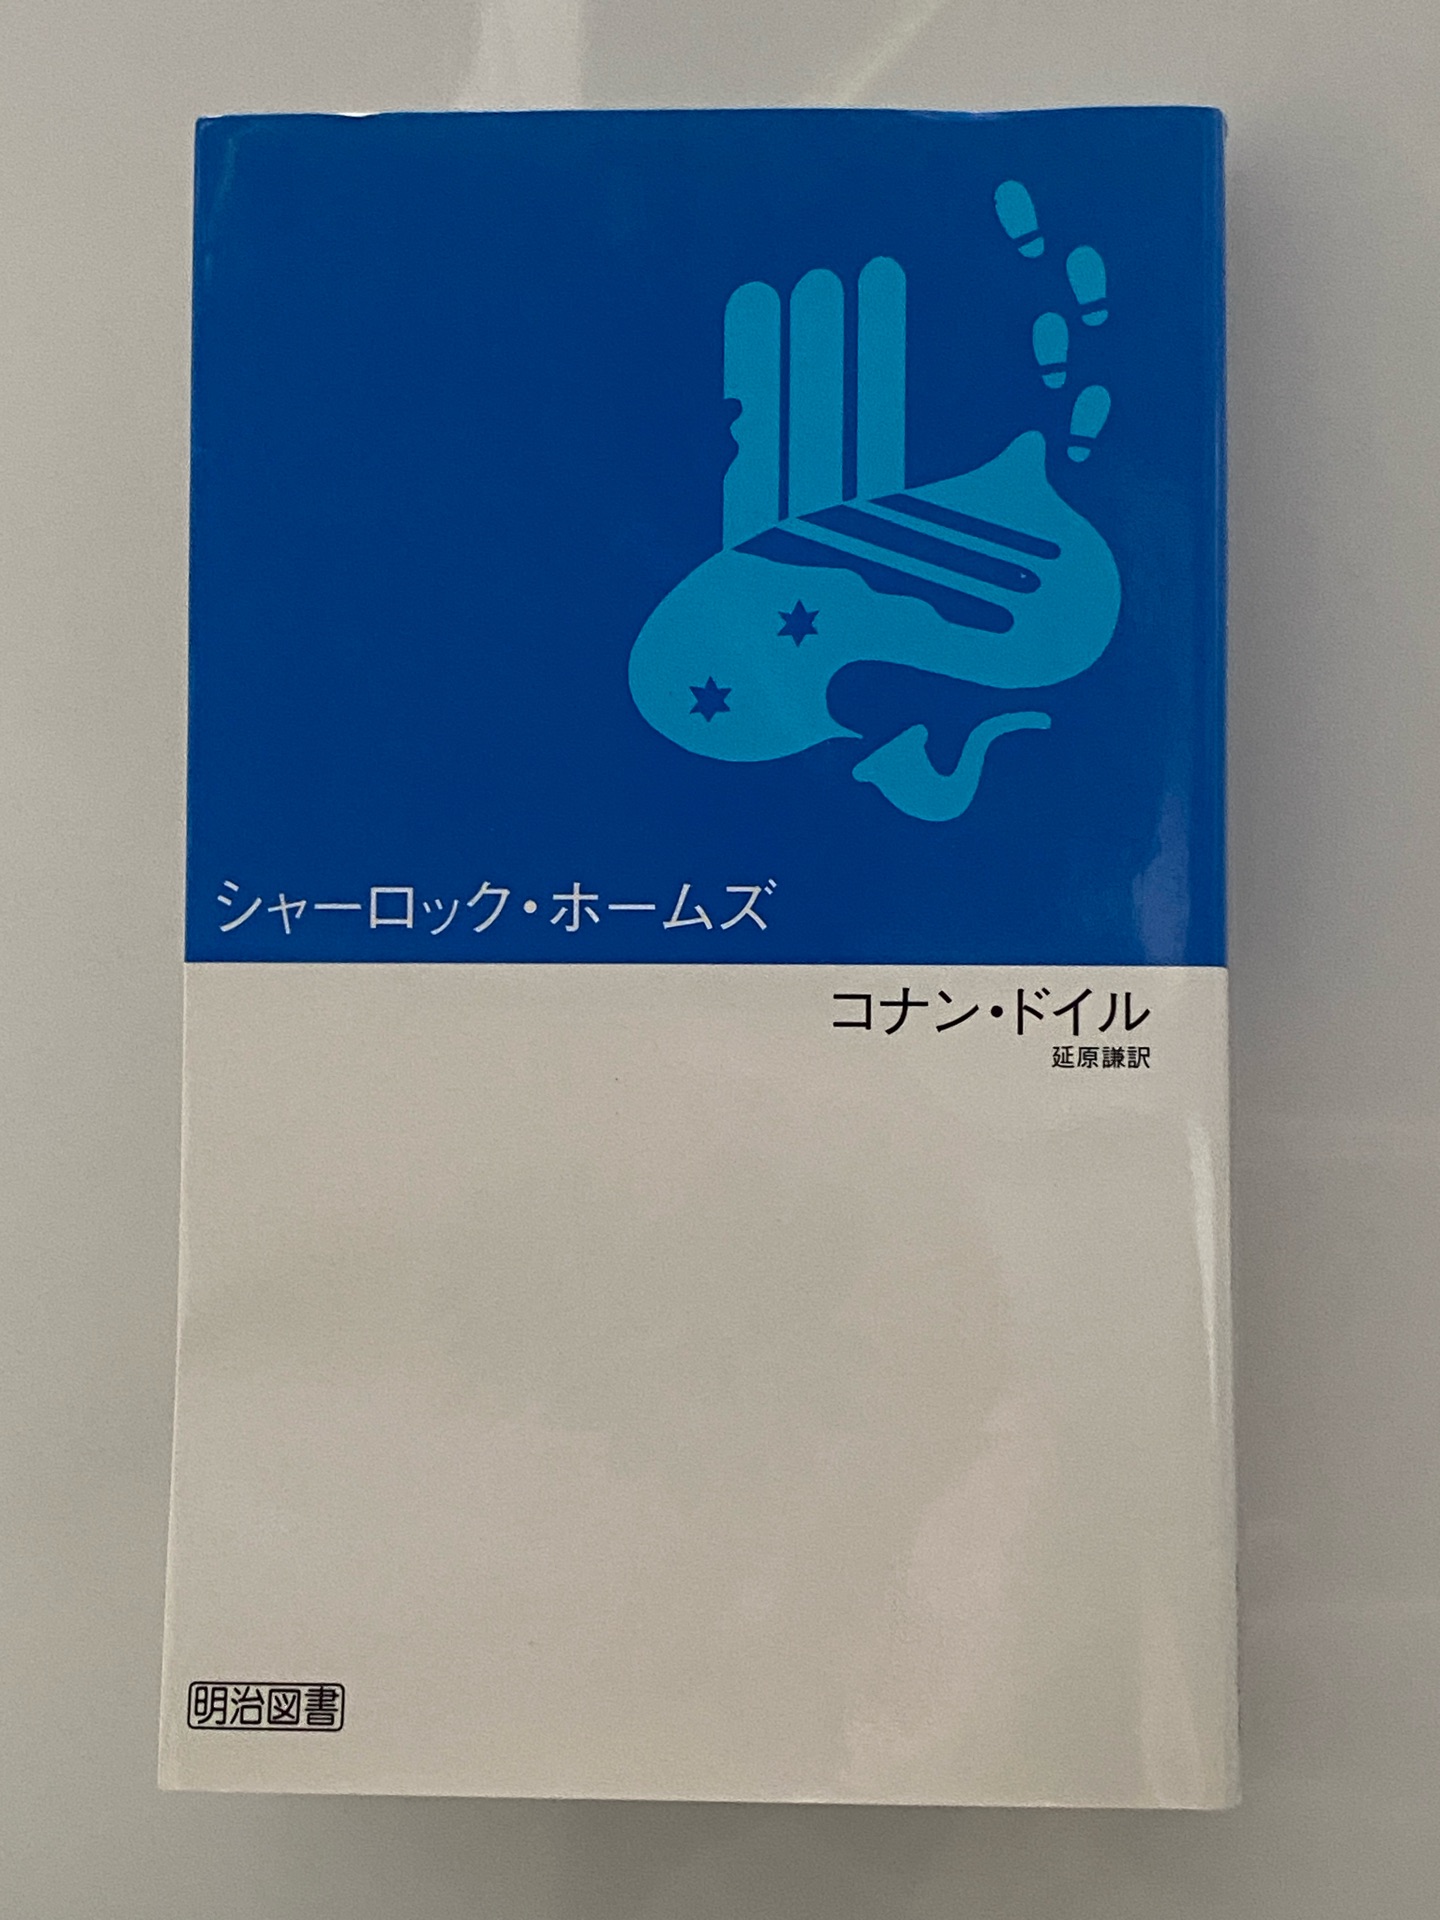 シャーロック・ホームズ
コナン・ドイル
延原謙訳
明治図書